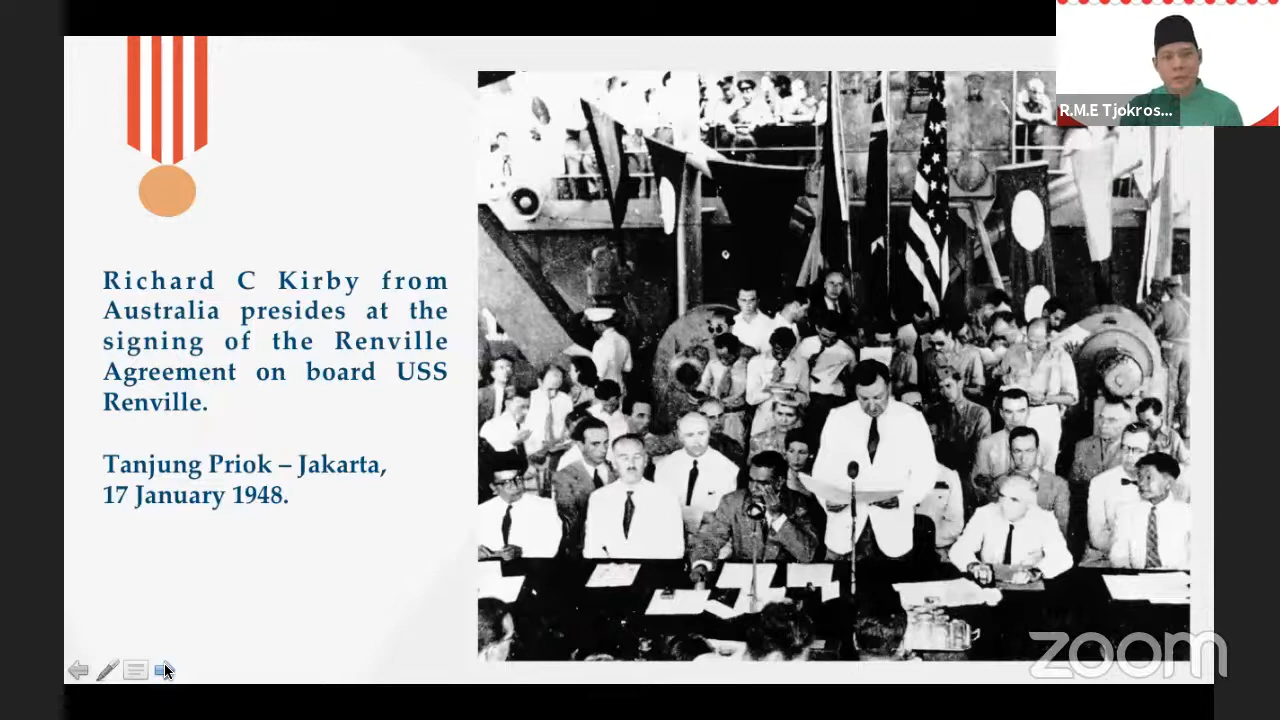 R.M.E Tjokros...
Richard C Kirby from
Australia presides at the
signing of the Renville
Agreement on board USS
Renville.
Tanjung Priok – Jakarta,
17 January 1948.
zoom